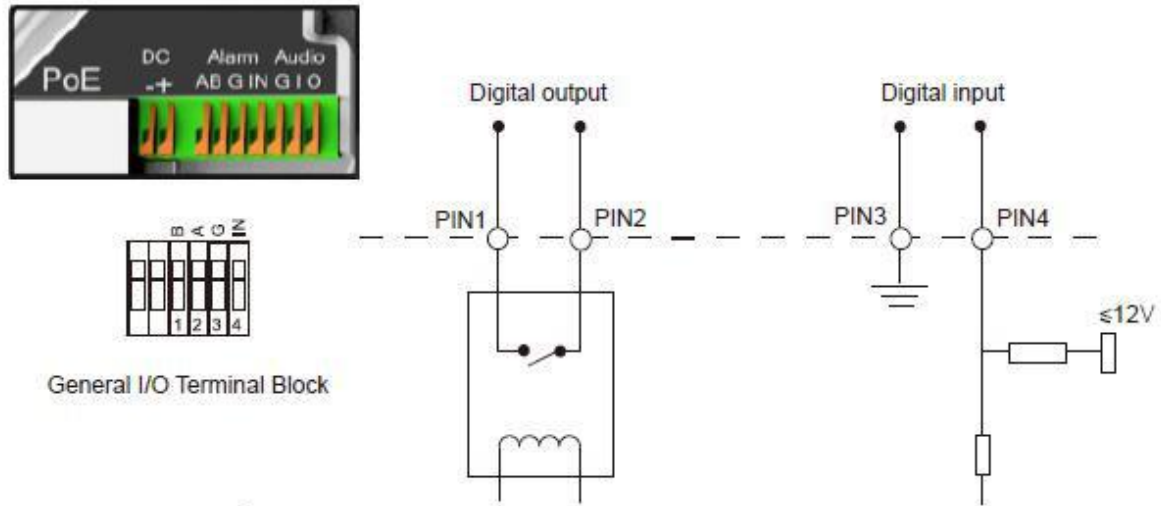 DC Alarm Audio
PoE -+ AB G IN G I O
Digital output
Digital input
PIN1
PIN2
PIN3
PIN4
≤12V
B A G IN
1 2 3 4
General I/O Terminal Block